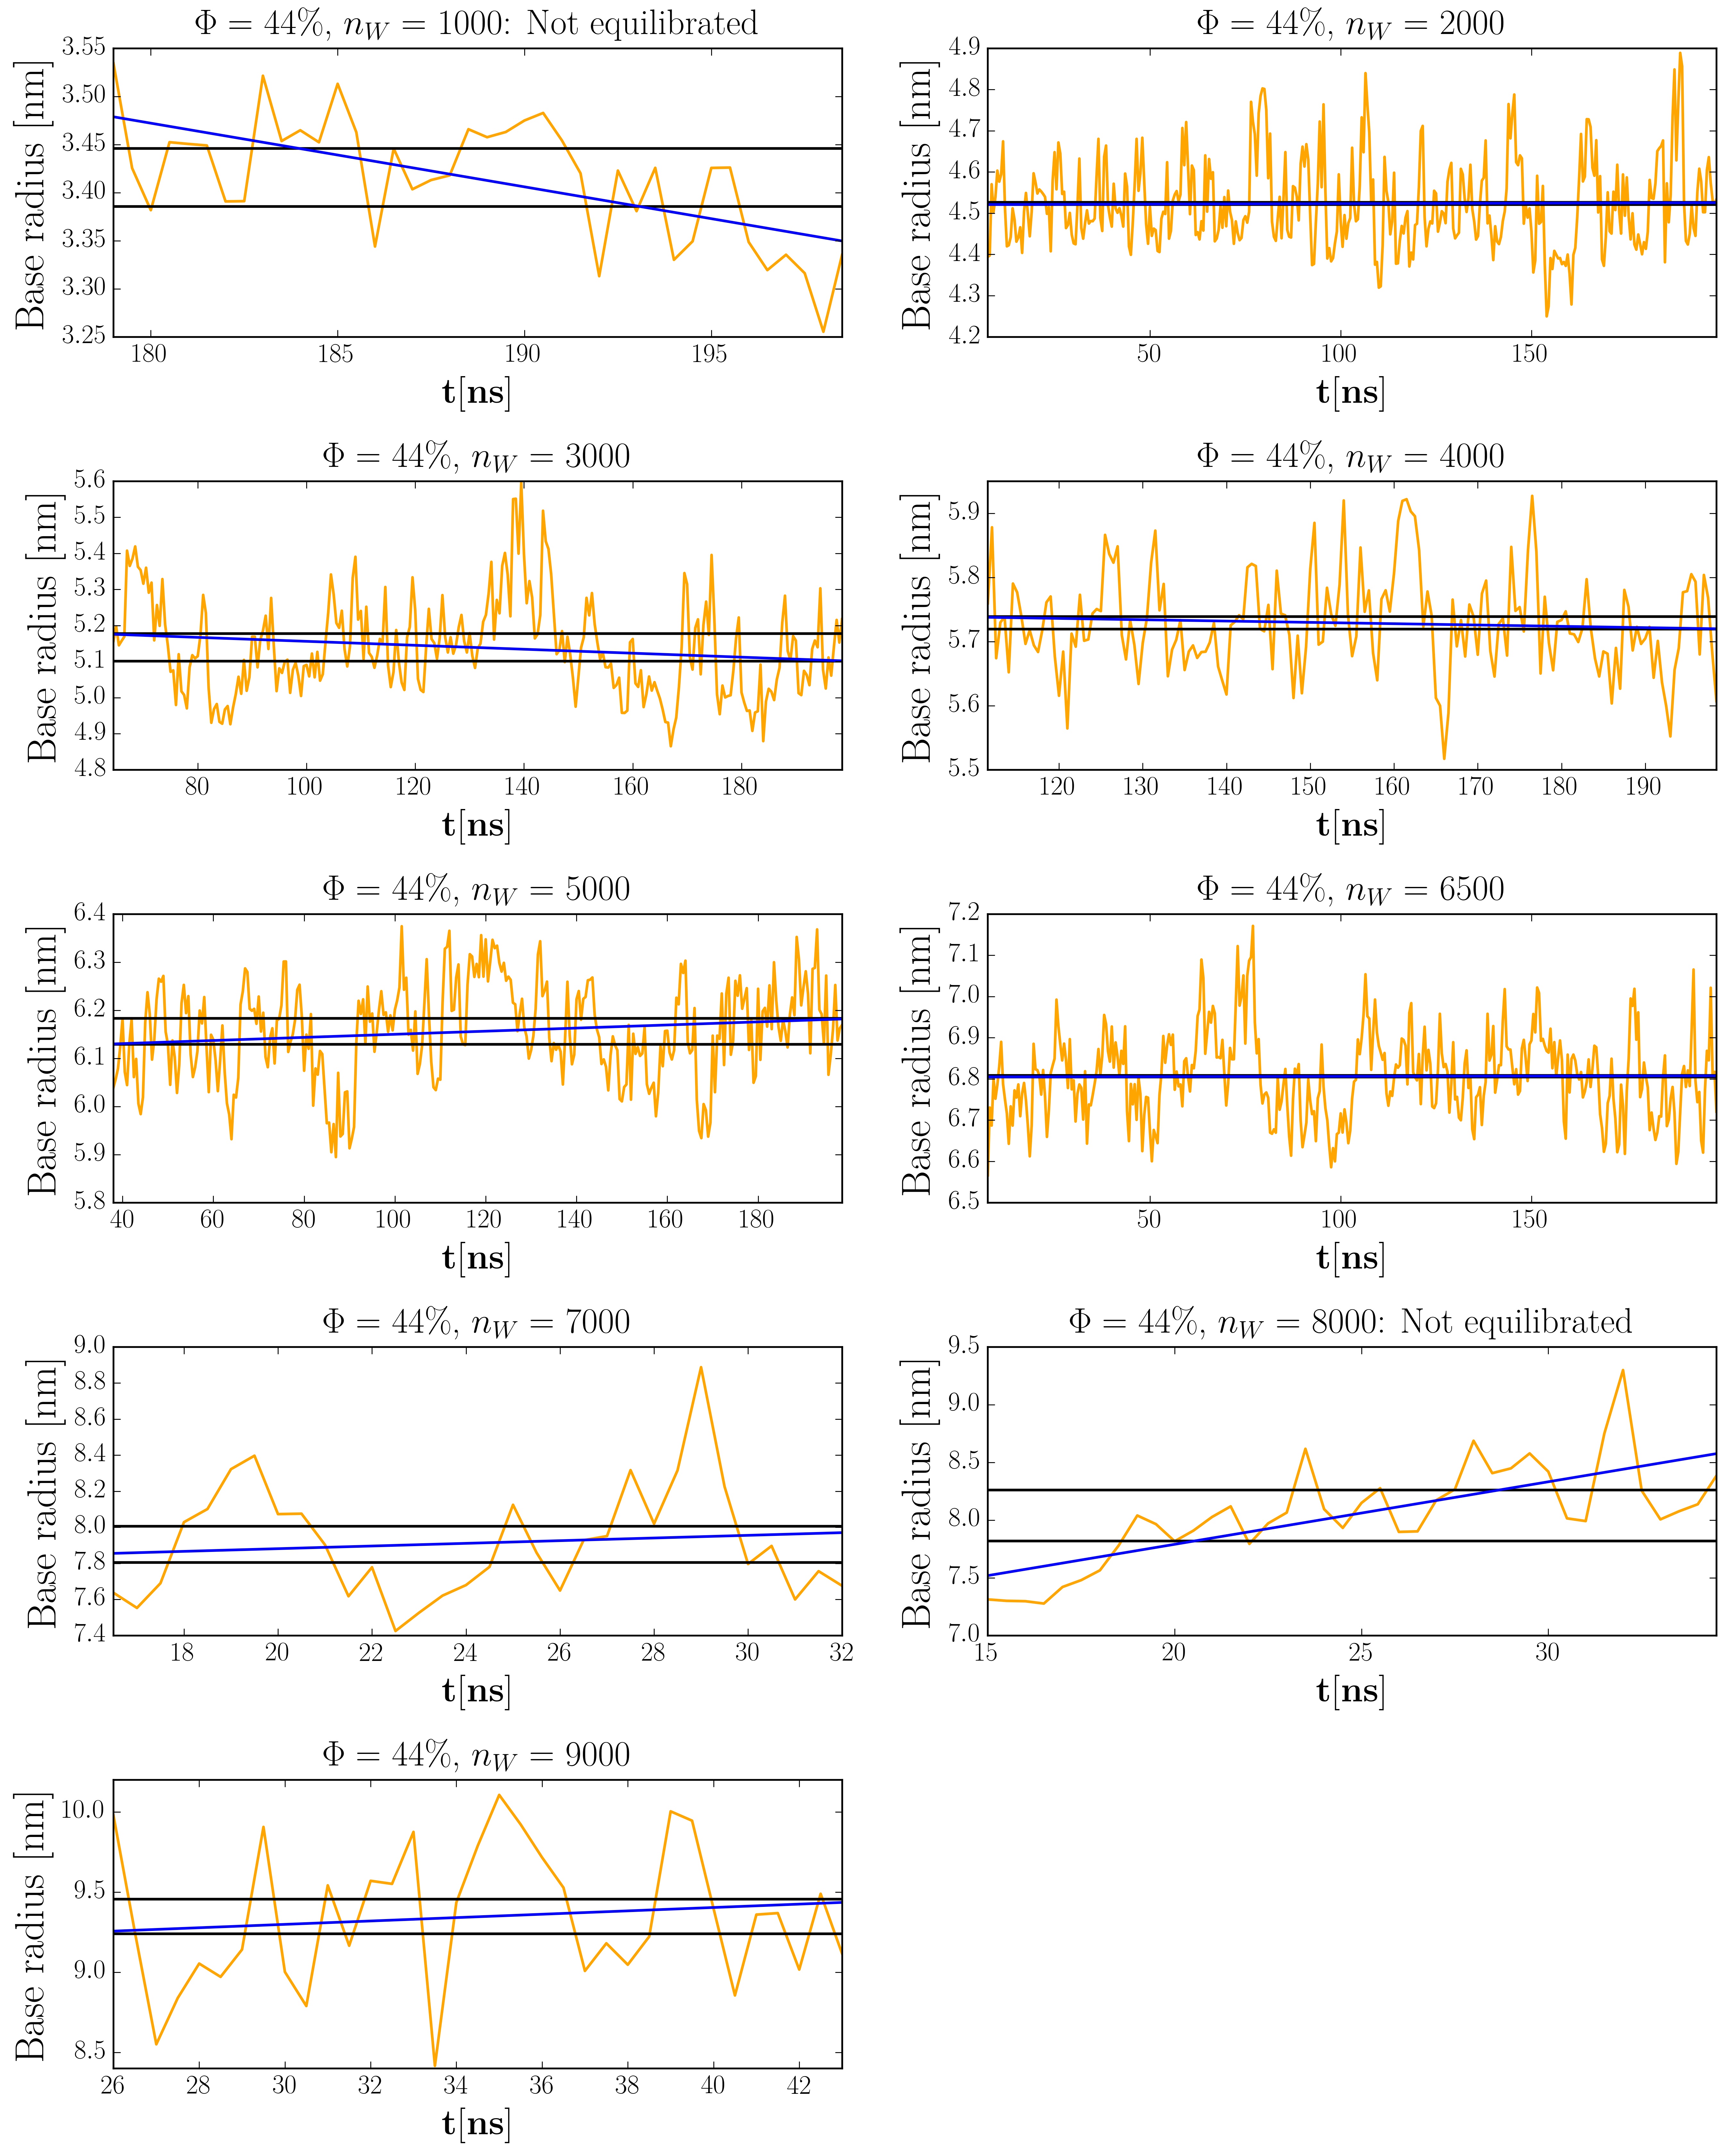 Φ = 44%, n_W = 1000: Not equilibrated
Base radius [nm]
3.55
3.50
3.45
3.40
3.35
3.30
3.25
180 185 190 195
t[ns]
Φ = 44%, n_W = 2000
Base radius [nm]
4.9
4.8
4.7
4.6
4.5
4.4
4.3
4.2
50 100 150
t[ns]
Φ = 44%, n_W = 3000
Base radius [nm]
5.6
5.5
5.4
5.3
5.2
5.1
5.0
4.9
4.8
80 100 120 140 160 180
t[ns]
Φ = 44%, n_W = 4000
Base radius [nm]
5.9
5.8
5.7
5.6
5.5
120 130 140 150 160 170 180 190
t[ns]
Φ = 44%, n_W = 5000
Base radius [nm]
6.4
6.3
6.2
6.1
6.0
5.9
5.8
40 60 80 100 120 140 160 180
t[ns]
Φ = 44%, n_W = 6500
Base radius [nm]
7.2
7.1
7.0
6.9
6.8
6.7
6.6
6.5
50 100 150
t[ns]
Φ = 44%, n_W = 7000
Base radius [nm]
9.0
8.8
8.6
8.4
8.2
8.0
7.8
7.6
7.4
18 20 22 24 26 28 30 32
t[ns]
Φ = 44%, n_W = 8000: Not equilibrated
Base radius [nm]
9.5
9.0
8.5
8.0
7.5
7.0
15 20 25 30
t[ns]
Φ = 44%, n_W = 9000
Base radius [nm]
10.0
9.5
9.0
8.5
26 28 30 32 34 36 38 40 42
t[ns]